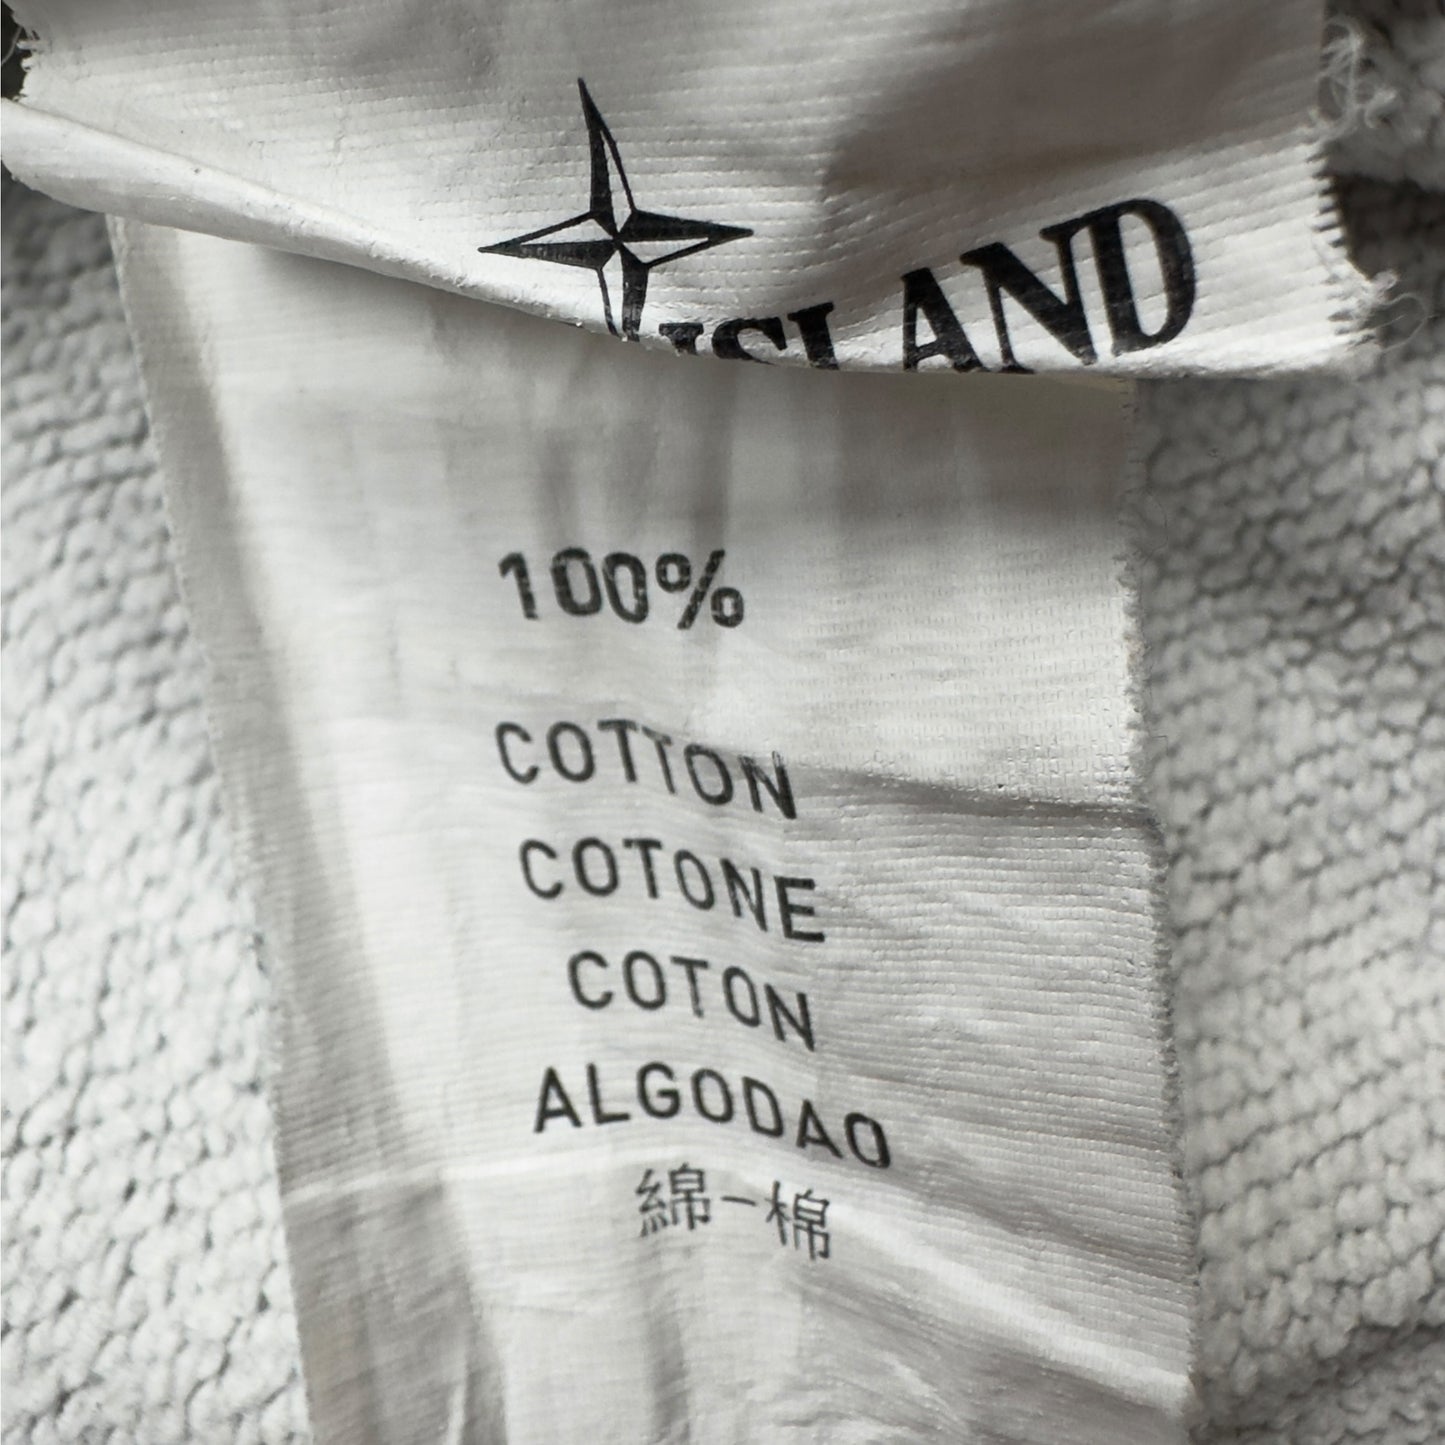 ISLAND
100%
COTTON
COTONE
COTON
ALGODAO
綿-棉